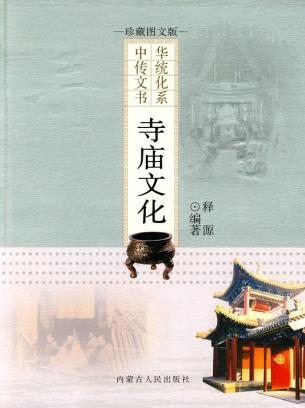 —珍藏图文版—
中华
传统
文化
书系
寺庙文化
释源
⊙编著
内蒙古人民出版社